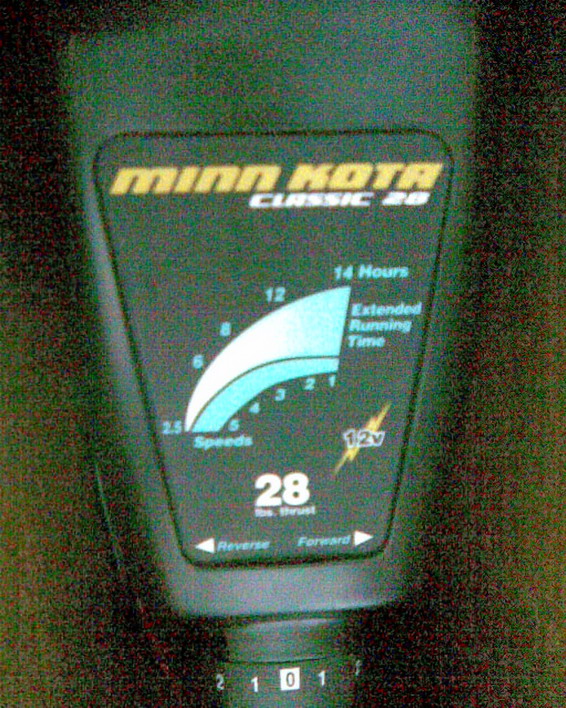 MINN KOTA
CLASSIC 28
14 Hours
12
8
6
2.5
Extended
Running
Time
1
2
3
4
5
Speeds
12v
28
lbs. thrust
Reverse
Forward
2 1 0 1